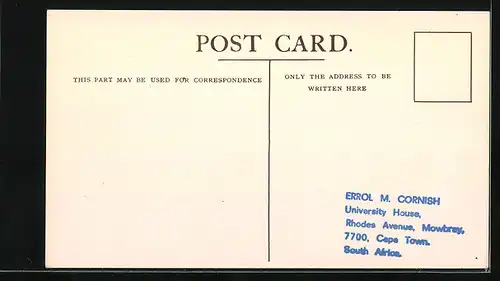 POST CARD.
THIS PART MAY BE USED FOR CORRESPONDENCE
ONLY THE ADDRESS TO BE
WRITTEN HERE
ERROL M. CORNISH
University House,
Rhodes Avenue, Mowbray,
7700, Cape Town.
South Africa.